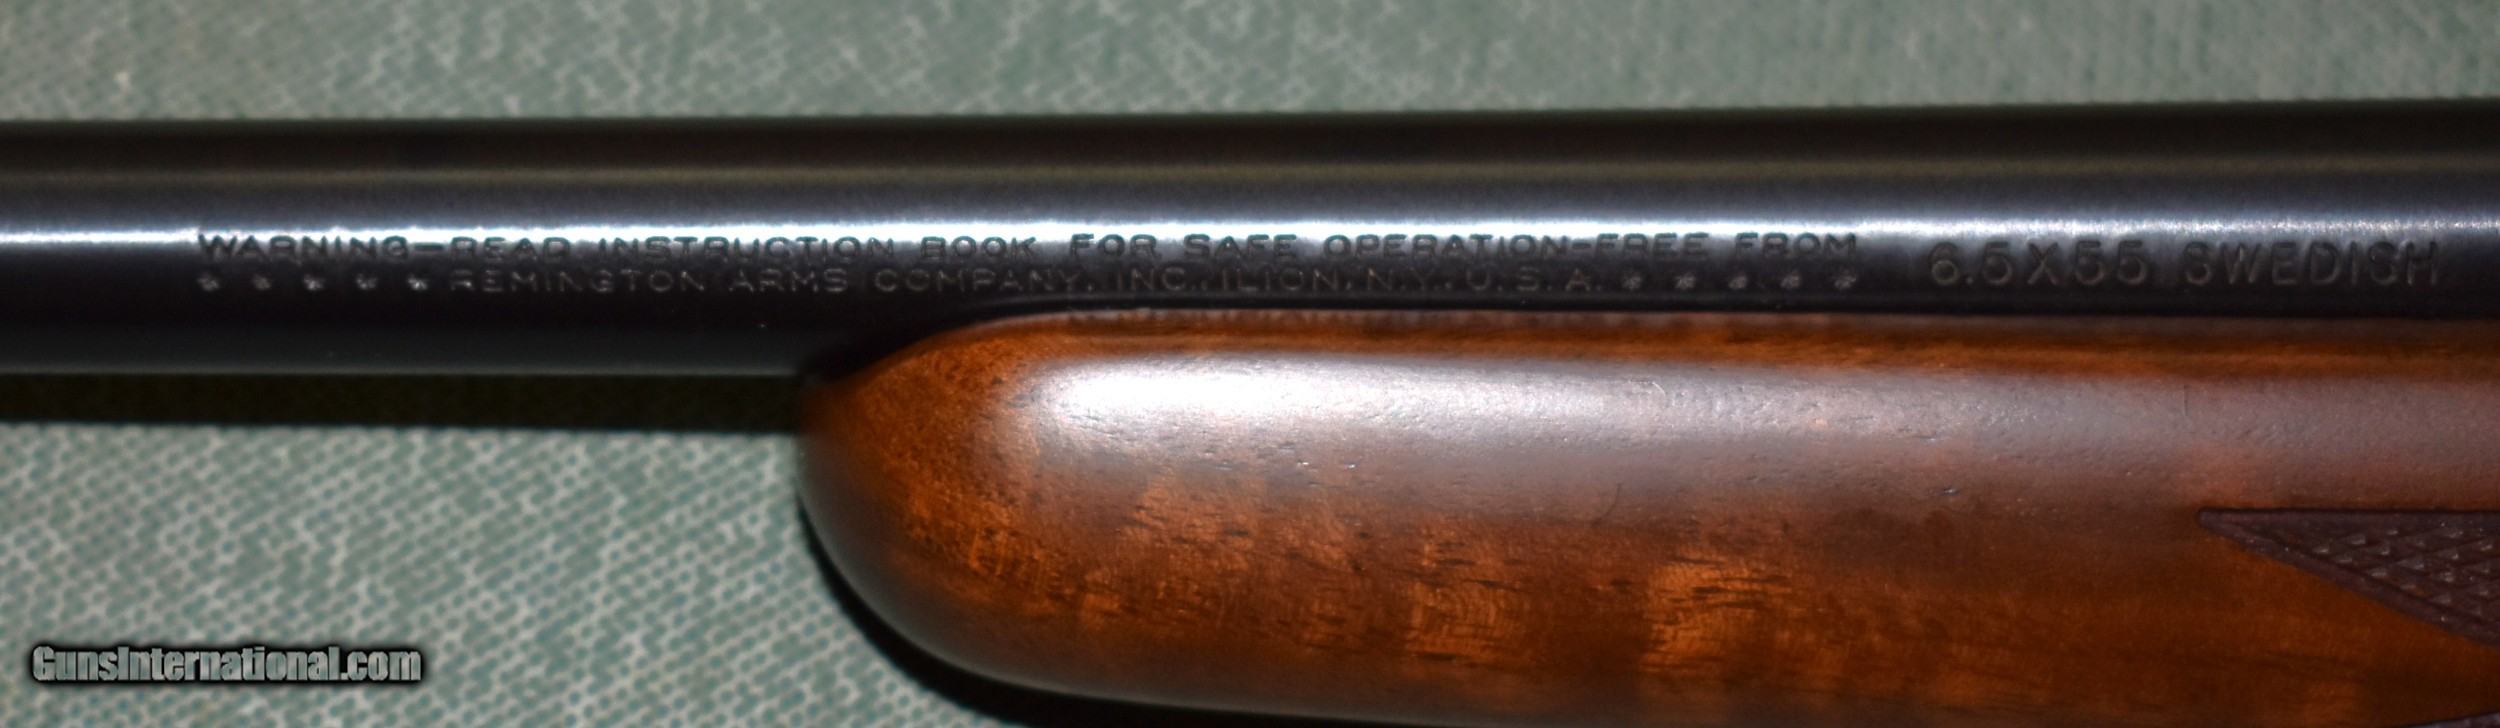 WARNING—READ INSTRUCTION BOOK FOR SAFE OPERATION—FREE FROM
* * * * * REMINGTON ARMS COMPANY, INC., ILION, N.Y., U.S.A. * * * * *
6.5X55 SWEDISH
GunsInternational.com